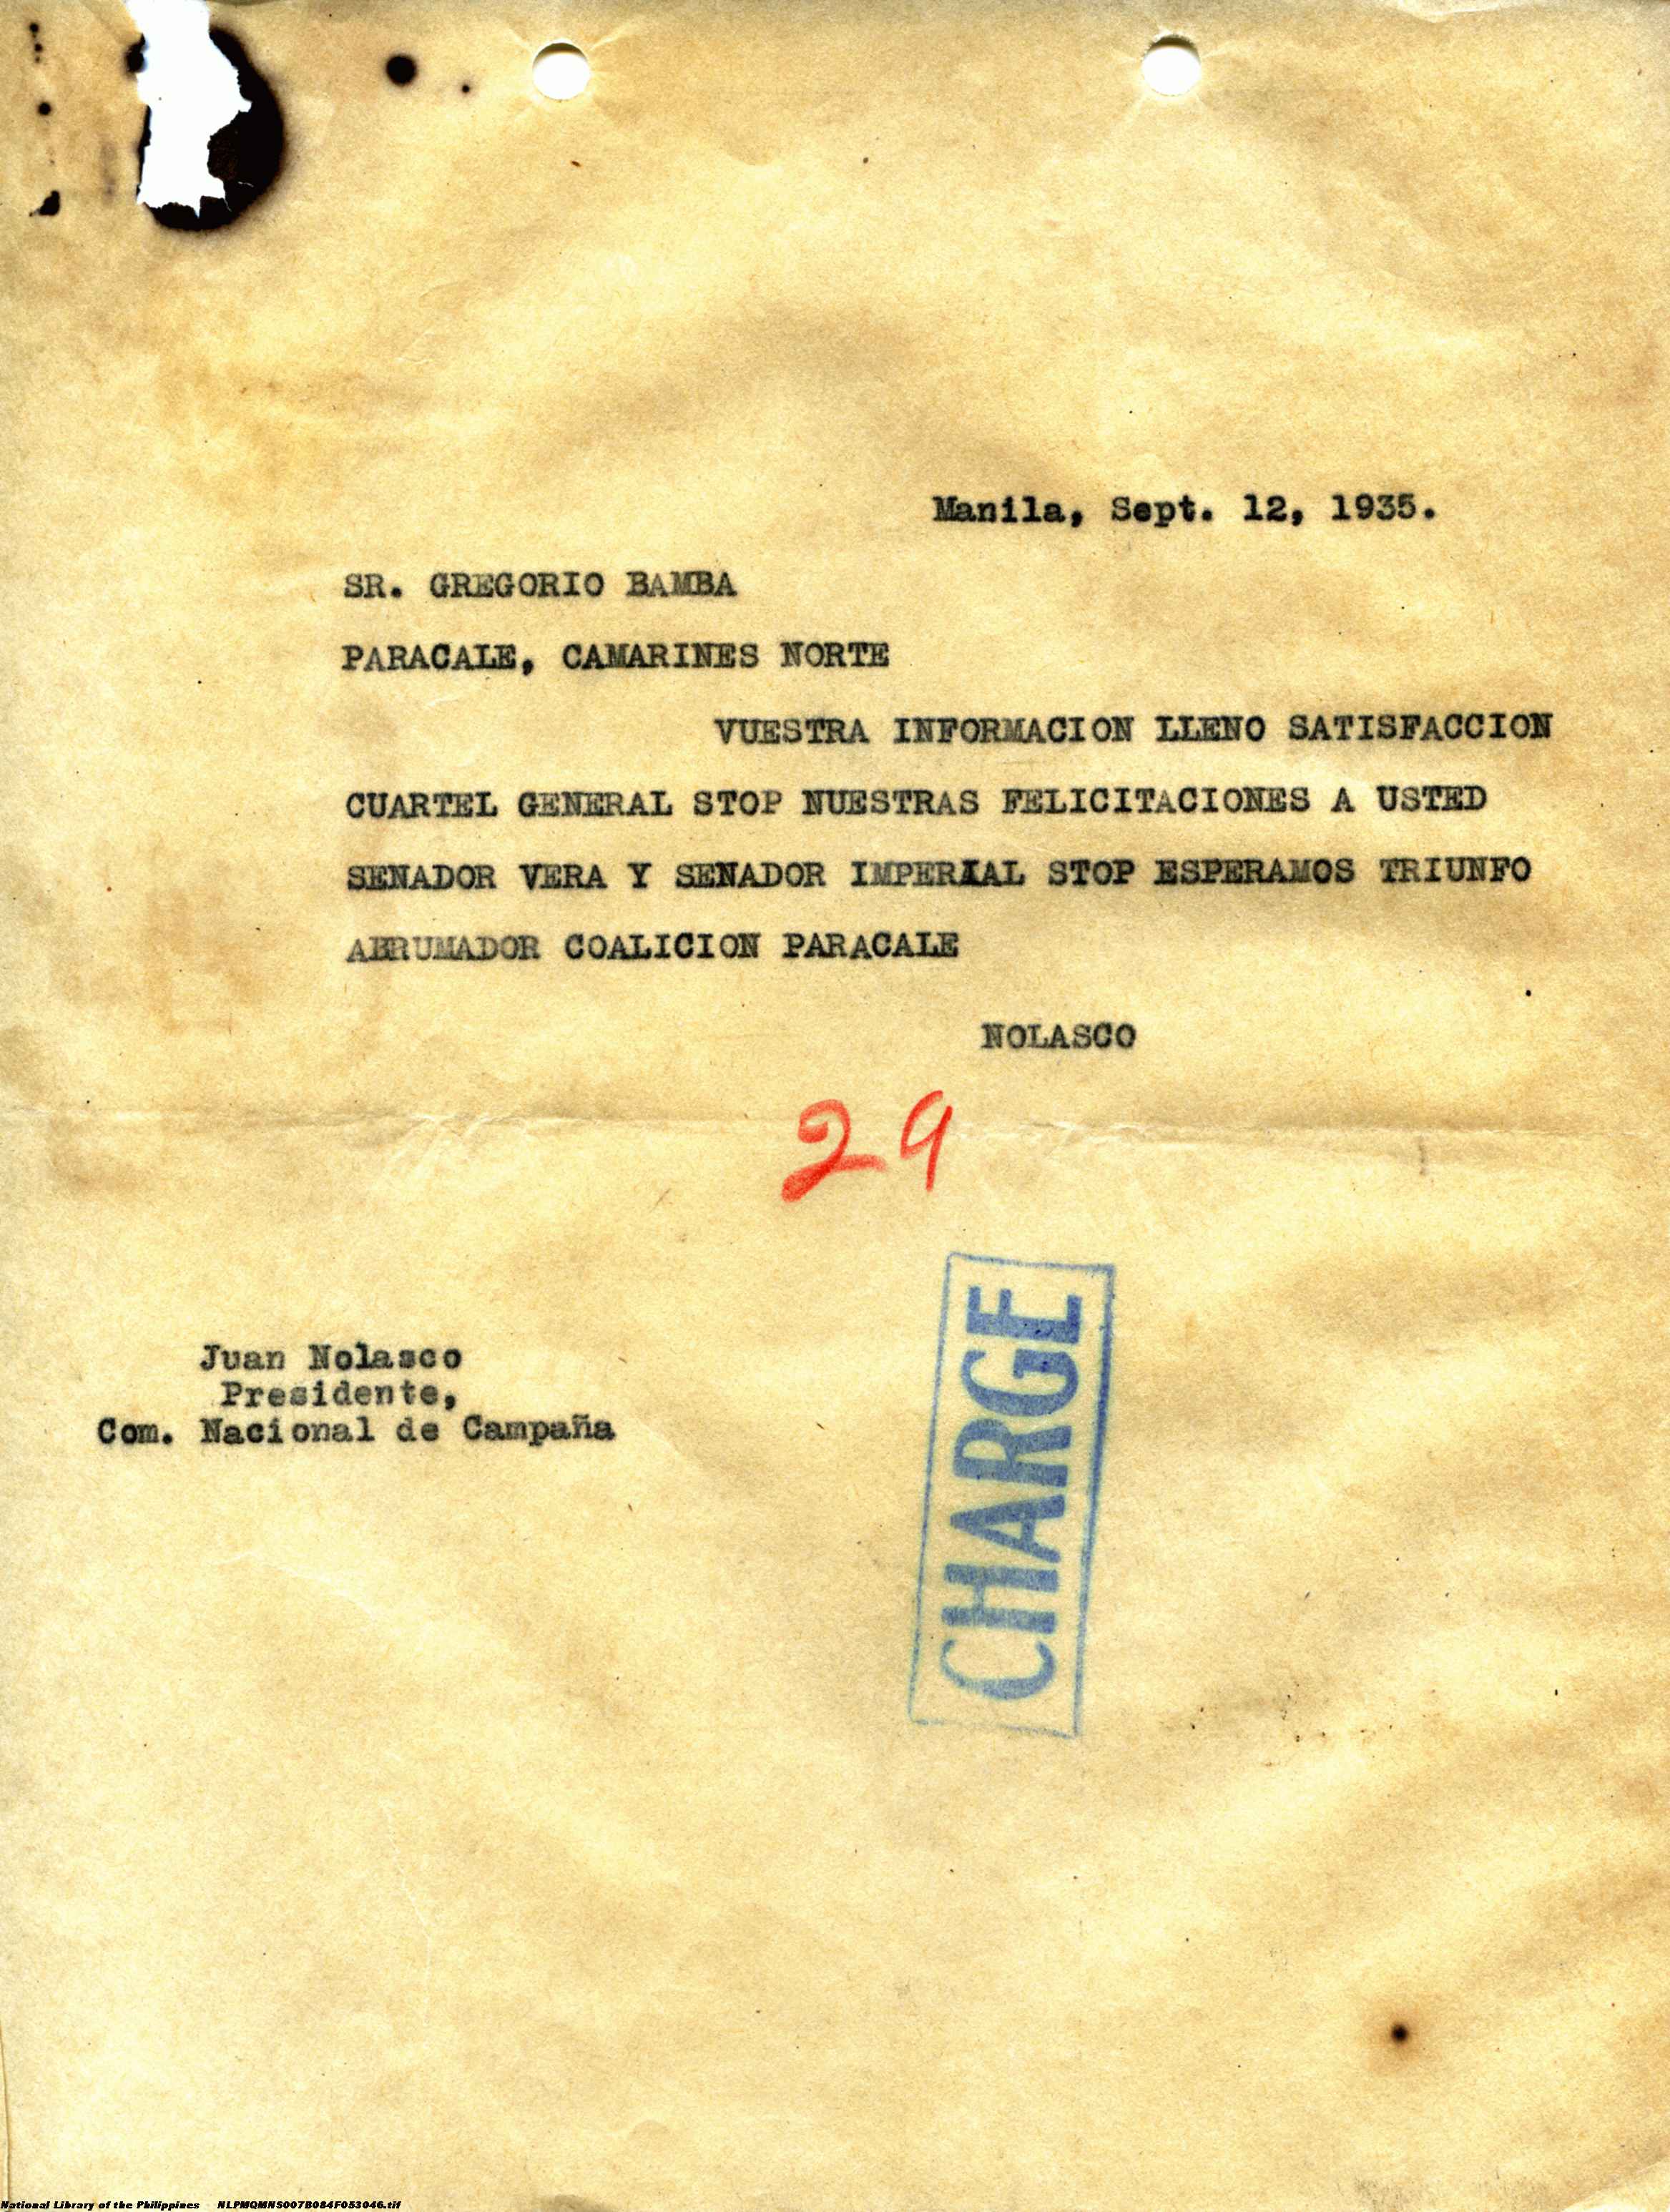 Manila, Sept. 12, 1935.
SR. GREGORIO BAMBA
PARACALE, CAMARINES NORTE
VUESTRA INFORMACION LLENO SATISFACCION
CUARTEL GENERAL STOP NUESTRAS FELICITACIONES A USTED
SENADOR VERA Y SENADOR IMPERIAL STOP ESPERAMOS TRIUNFO
ABRUMADOR COALICION PARACALE
NOLASCO
29
CHARGE
Juan Nolasco
Presidente,
Com. Nacional de Campaña
National Library of the Philippines NLPMQMNS007B084F053046.tif